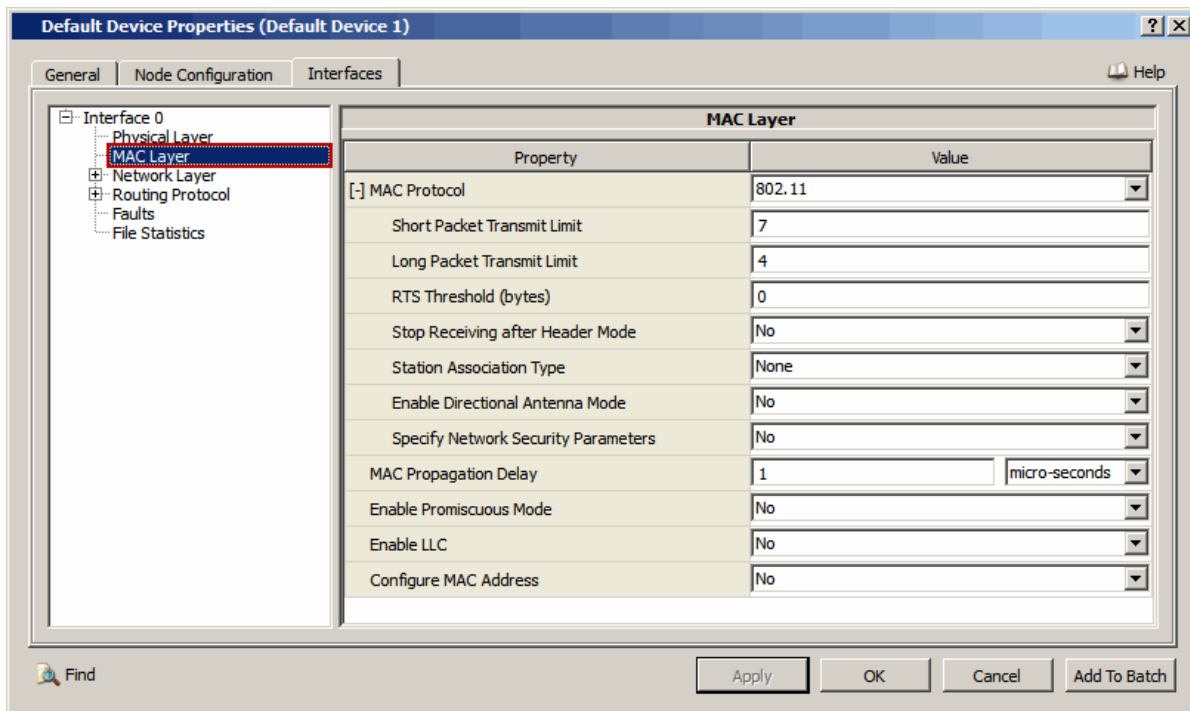 Default Device Properties (Default Device 1)
? X
General Node Configuration Interfaces Help
Interface 0
Physical Layer
MAC Layer
Network Layer
Routing Protocol
Faults
File Statistics
MAC Layer
Property Value
[-] MAC Protocol 802.11
Short Packet Transmit Limit 7
Long Packet Transmit Limit 4
RTS Threshold (bytes) 0
Stop Receiving after Header Mode No
Station Association Type None
Enable Directional Antenna Mode No
Specify Network Security Parameters No
MAC Propagation Delay 1 micro-seconds
Enable Promiscuous Mode No
Enable LLC No
Configure MAC Address No
Find Apply OK Cancel Add To Batch